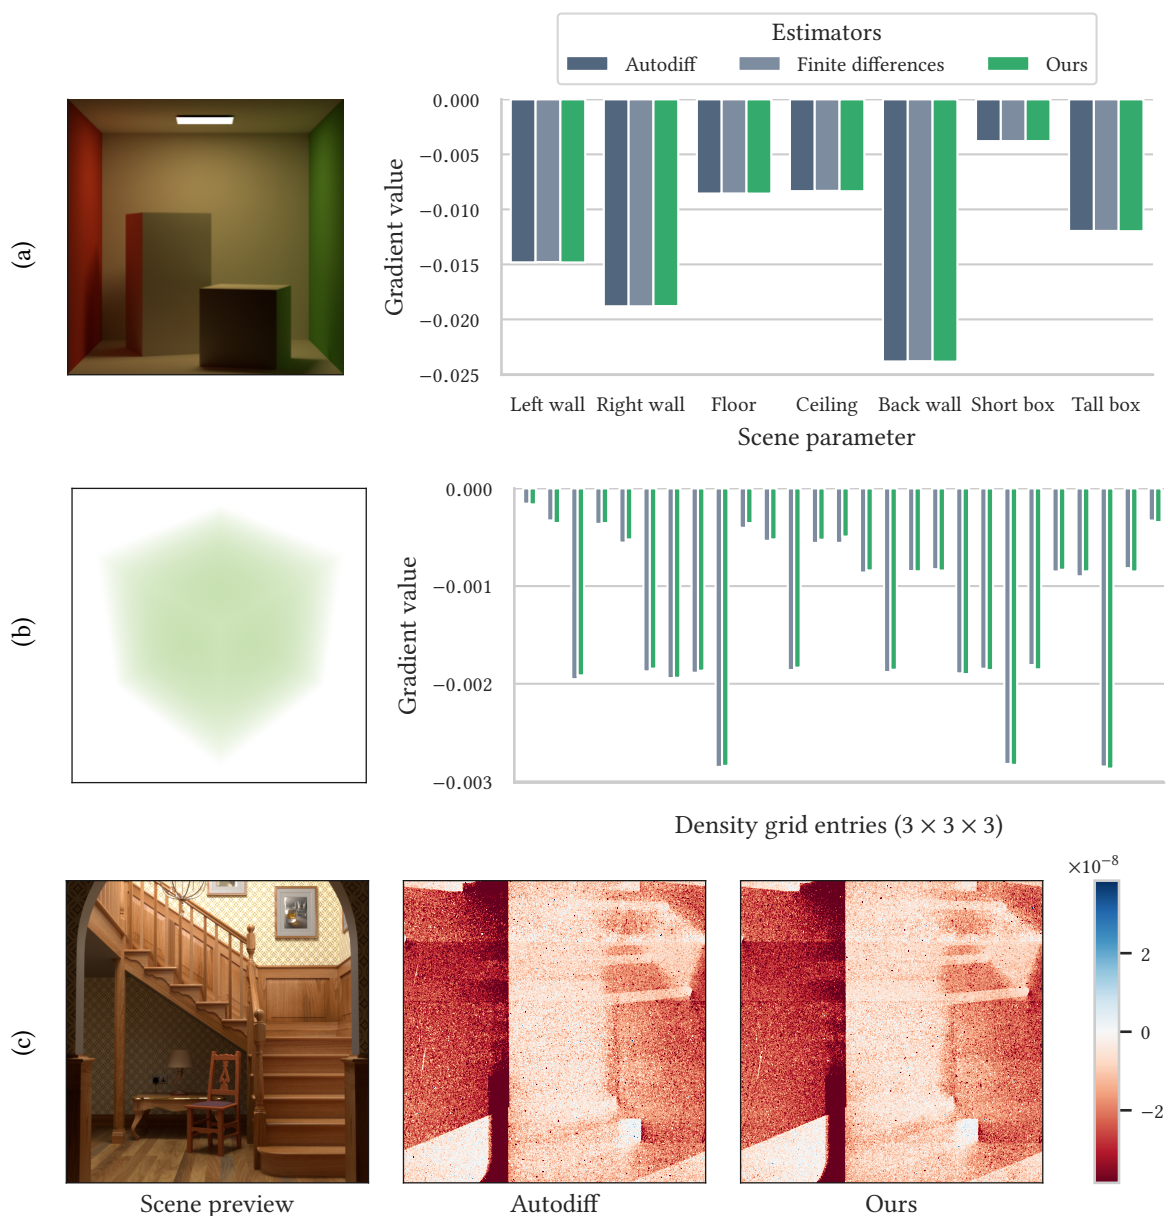 Estimators
Autodiff Finite differences Ours
(a)
Gradient value
0.000
−0.005
−0.010
−0.015
−0.020
−0.025
Left wall Right wall Floor Ceiling Back wall Short box Tall box
Scene parameter
(b)
Gradient value
0.000
−0.001
−0.002
−0.003
Density grid entries (3 × 3 × 3)
(c)
×10⁻⁸
2
0
−2
Scene preview Autodiff Ours